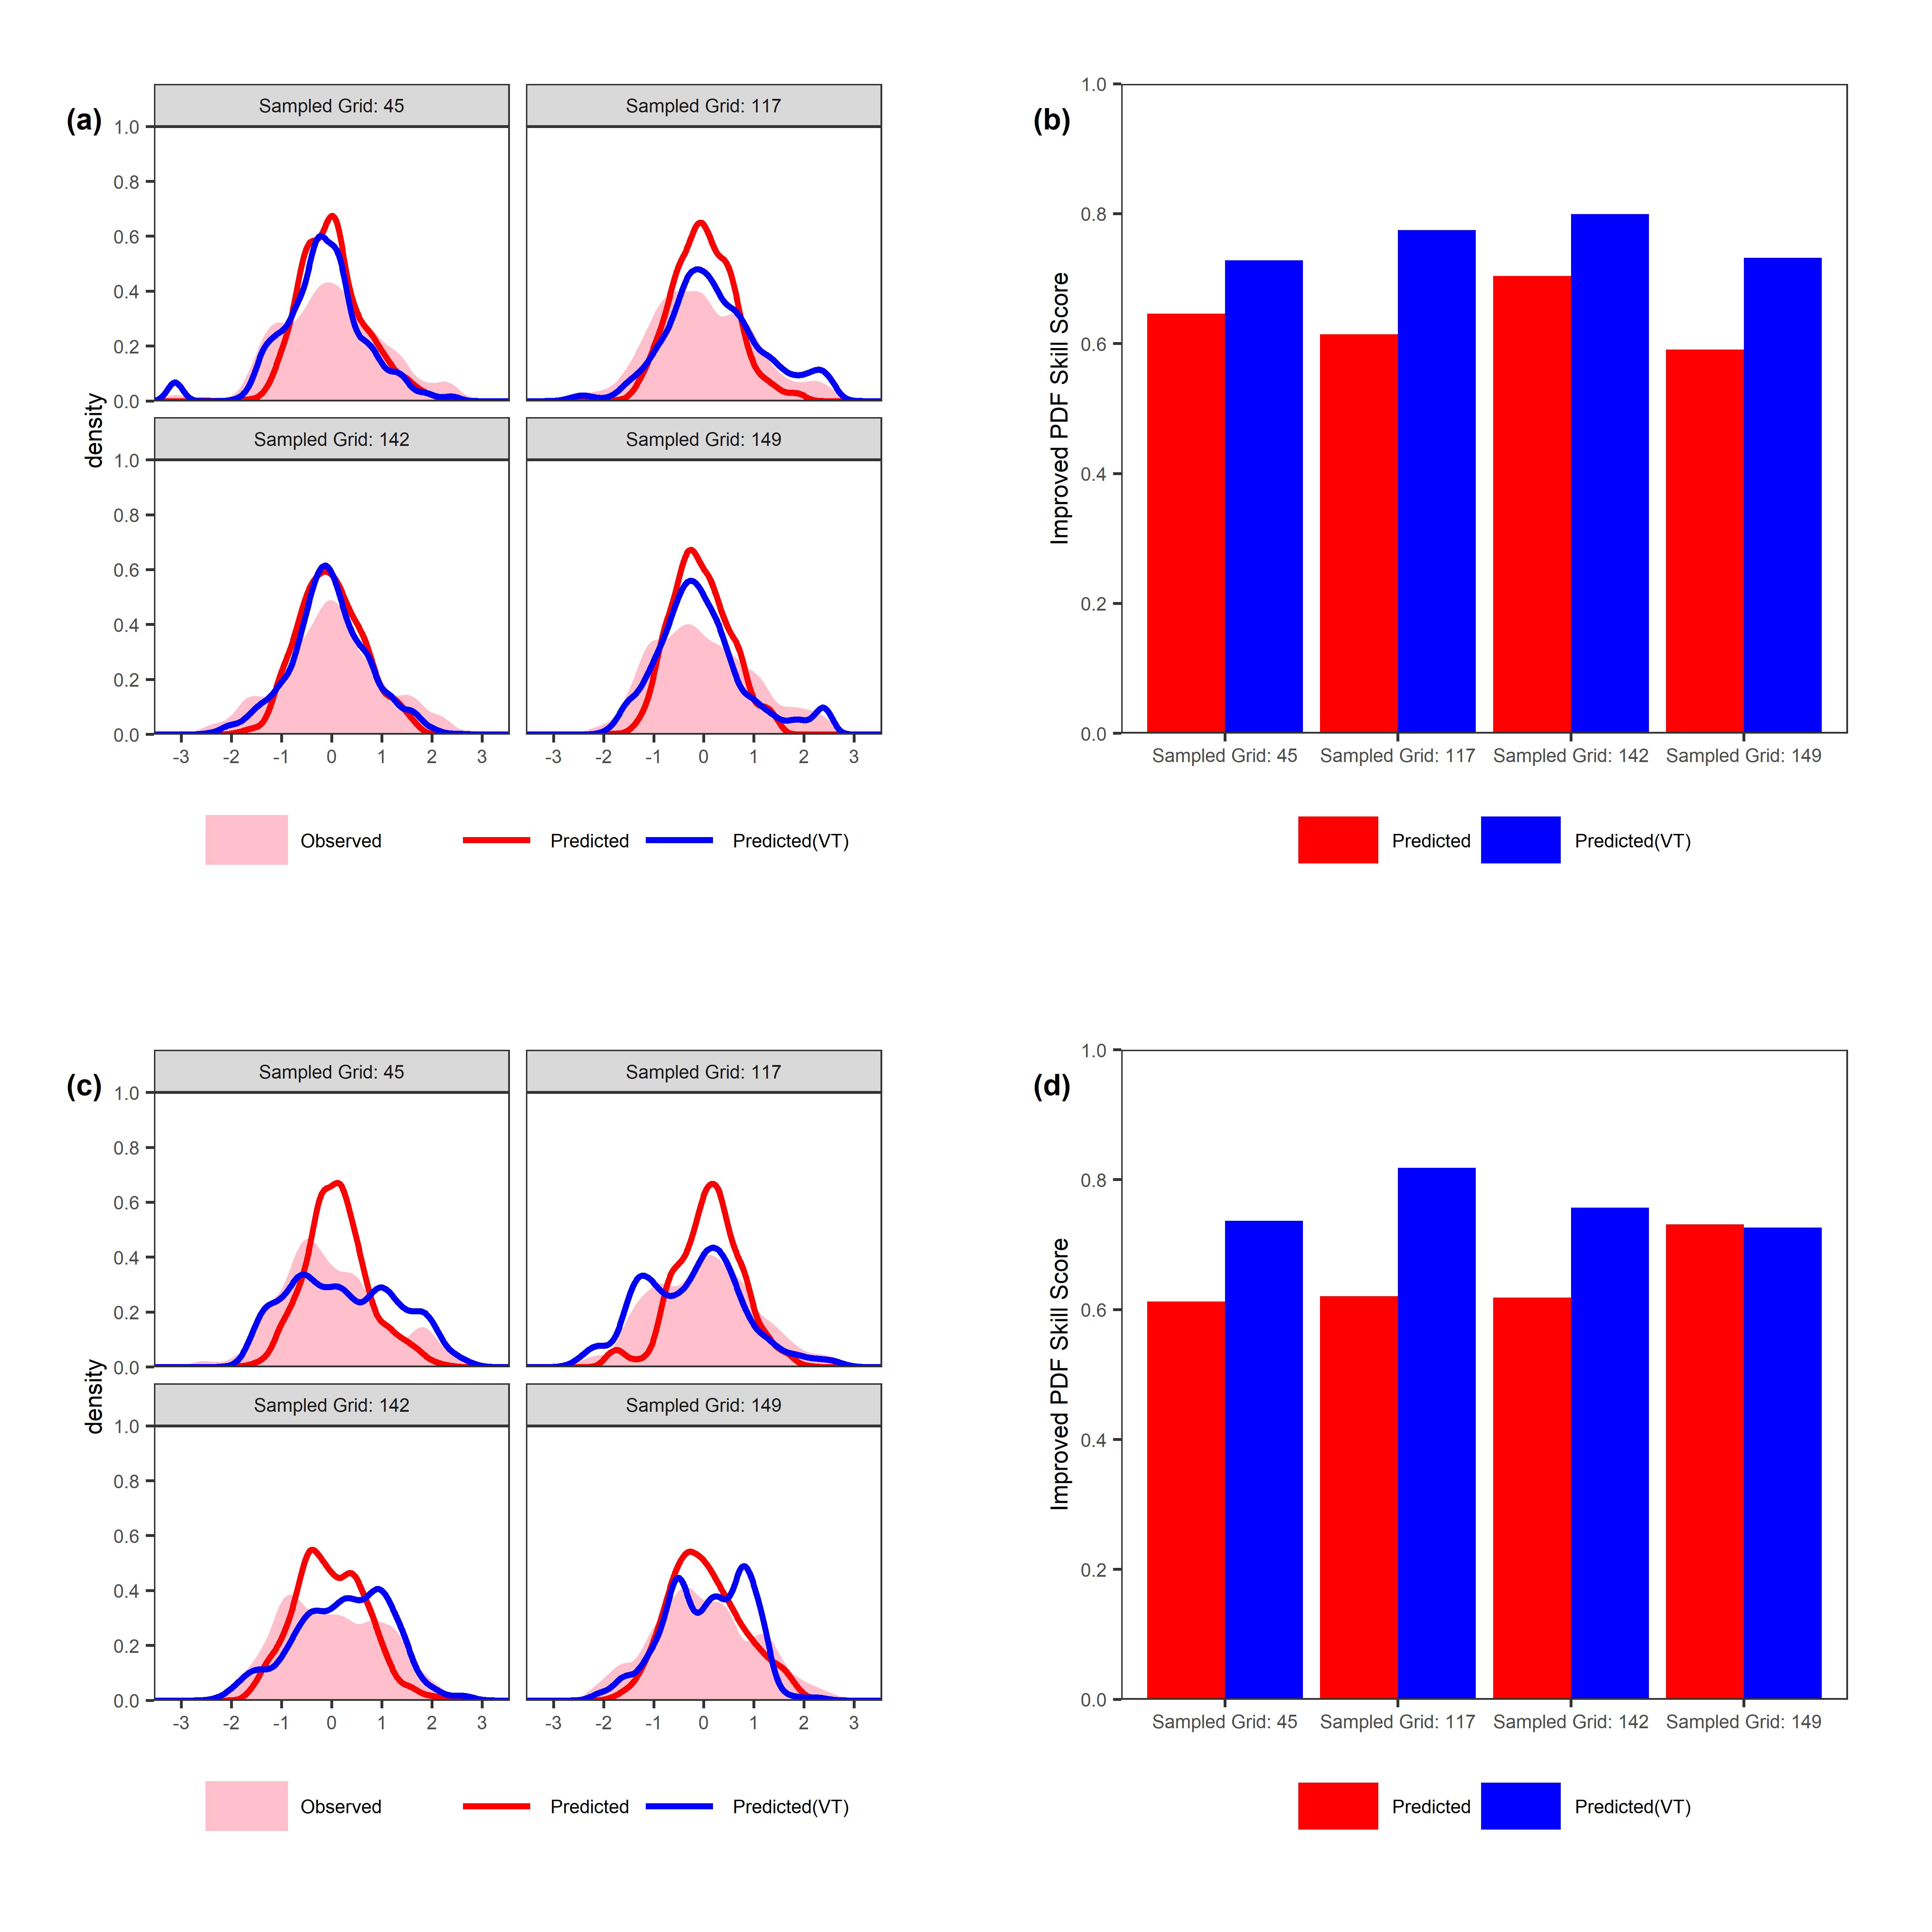 (a)
Sampled Grid: 45
Sampled Grid: 117
1.0
0.8
0.6
0.4
0.2
0.0
density
Sampled Grid: 142
Sampled Grid: 149
1.0
0.8
0.6
0.4
0.2
0.0
-3 -2 -1 0 1 2 3
-3 -2 -1 0 1 2 3
Observed Predicted Predicted(VT)
(b)
1.0
0.8
0.6
0.4
0.2
0.0
Improved PDF Skill Score
Sampled Grid: 45 Sampled Grid: 117 Sampled Grid: 142 Sampled Grid: 149
Predicted Predicted(VT)
(c)
Sampled Grid: 45
Sampled Grid: 117
1.0
0.8
0.6
0.4
0.2
0.0
density
Sampled Grid: 142
Sampled Grid: 149
1.0
0.8
0.6
0.4
0.2
0.0
-3 -2 -1 0 1 2 3
-3 -2 -1 0 1 2 3
Observed Predicted Predicted(VT)
(d)
1.0
0.8
0.6
0.4
0.2
0.0
Improved PDF Skill Score
Sampled Grid: 45 Sampled Grid: 117 Sampled Grid: 142 Sampled Grid: 149
Predicted Predicted(VT)